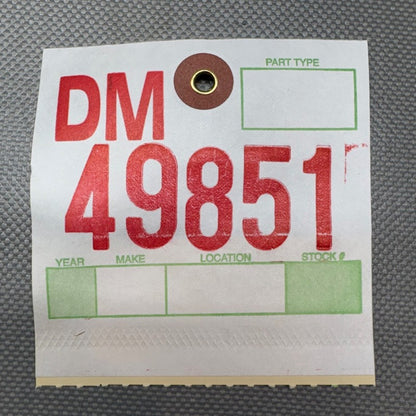 PART TYPE
DM
49851
YEAR MAKE LOCATION STOCK #